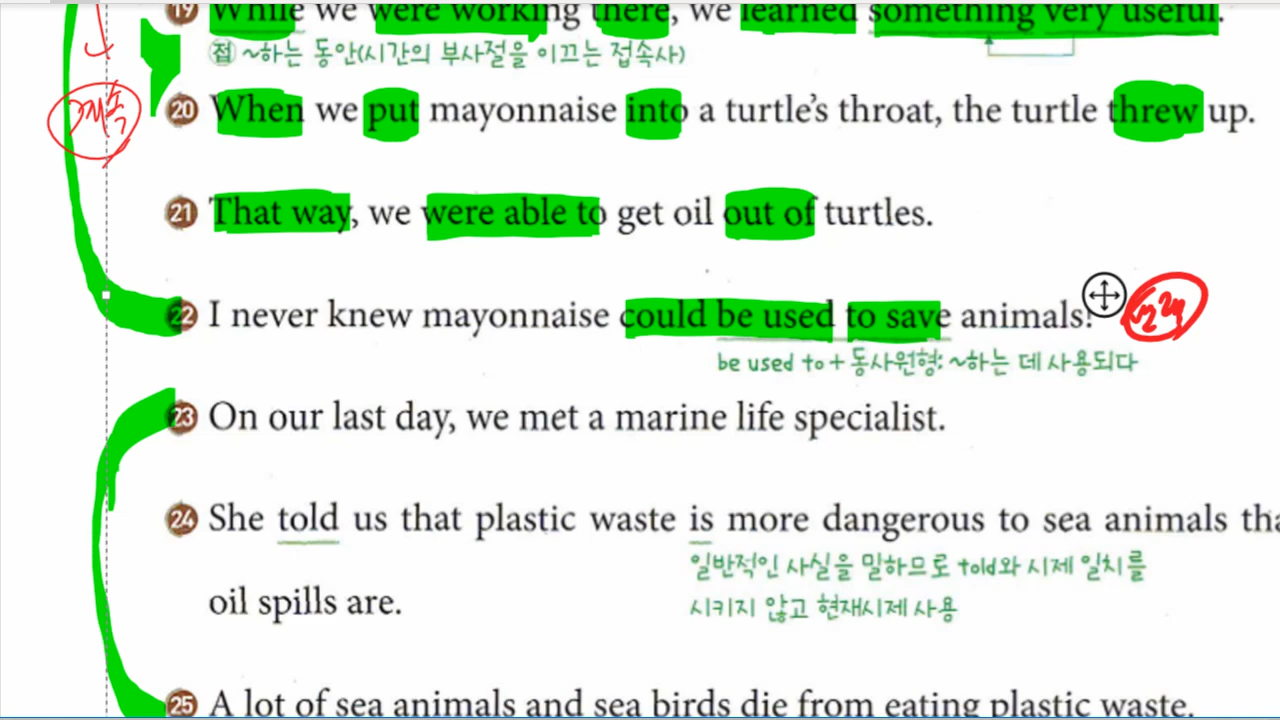 19 While we were working there, we learned something very useful.
접 ~하는 동안(시간의 부사절을 이끄는 접속사)
계속
20 When we put mayonnaise into a turtle's throat, the turtle threw up.
21 That way, we were able to get oil out of turtles.
22 I never knew mayonnaise could be used to save animals!
be used to + 동사원형: ~하는 데 사용되다
23 On our last day, we met a marine life specialist.
24 She told us that plastic waste is more dangerous to sea animals tha
일반적인 사실을 말하므로 told와 시제 일치를
oil spills are.
시키지 않고 현재시제 사용
25 A lot of sea animals and sea birds die from eating plastic waste.